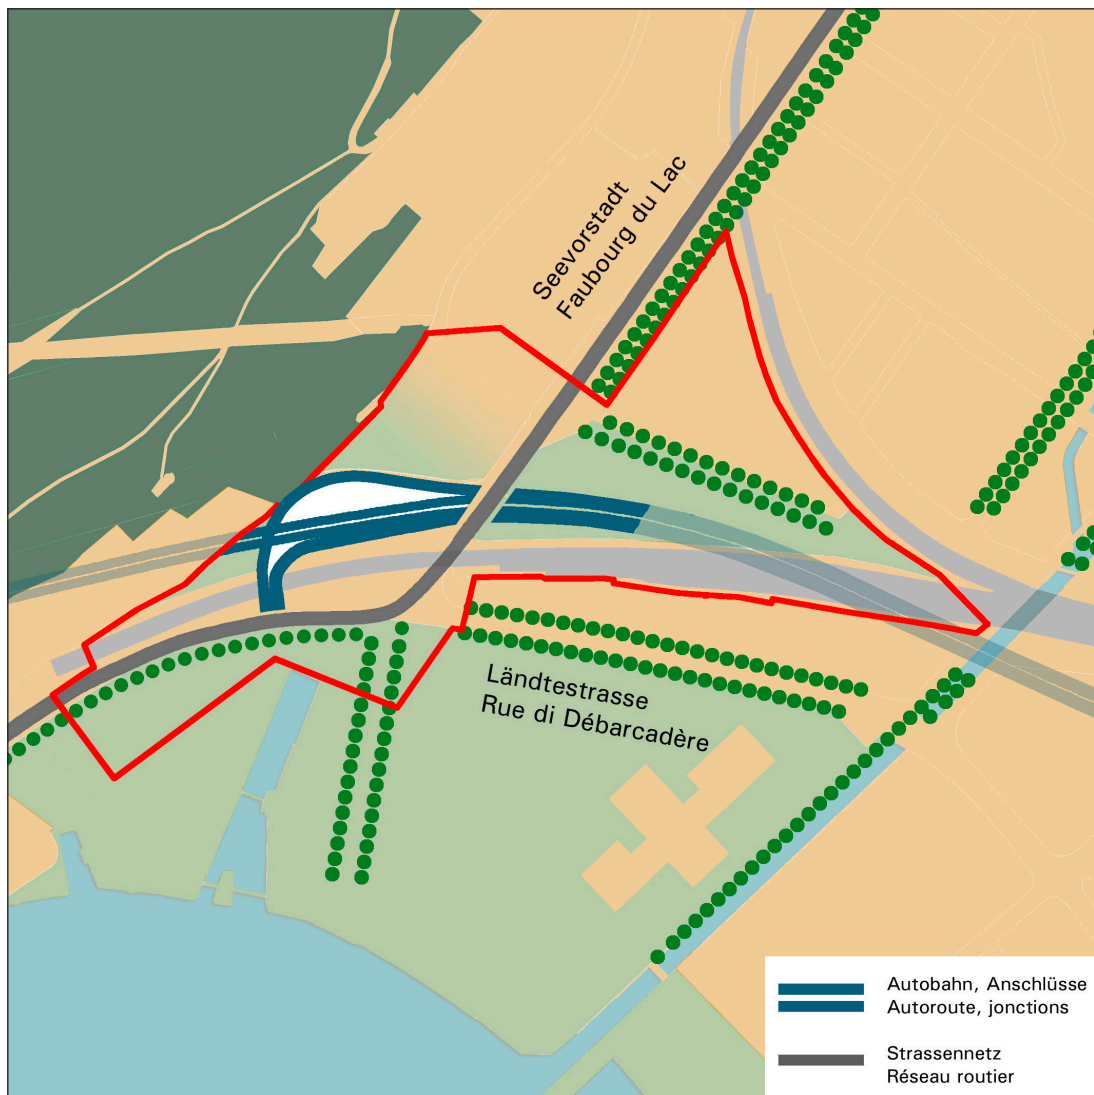 Seevorstadt
Faubourg du Lac
Ländtestrasse
Rue di Débarcadère
Autobahn, Anschlüsse
Autoroute, jonctions
Strassennetz
Réseau routier